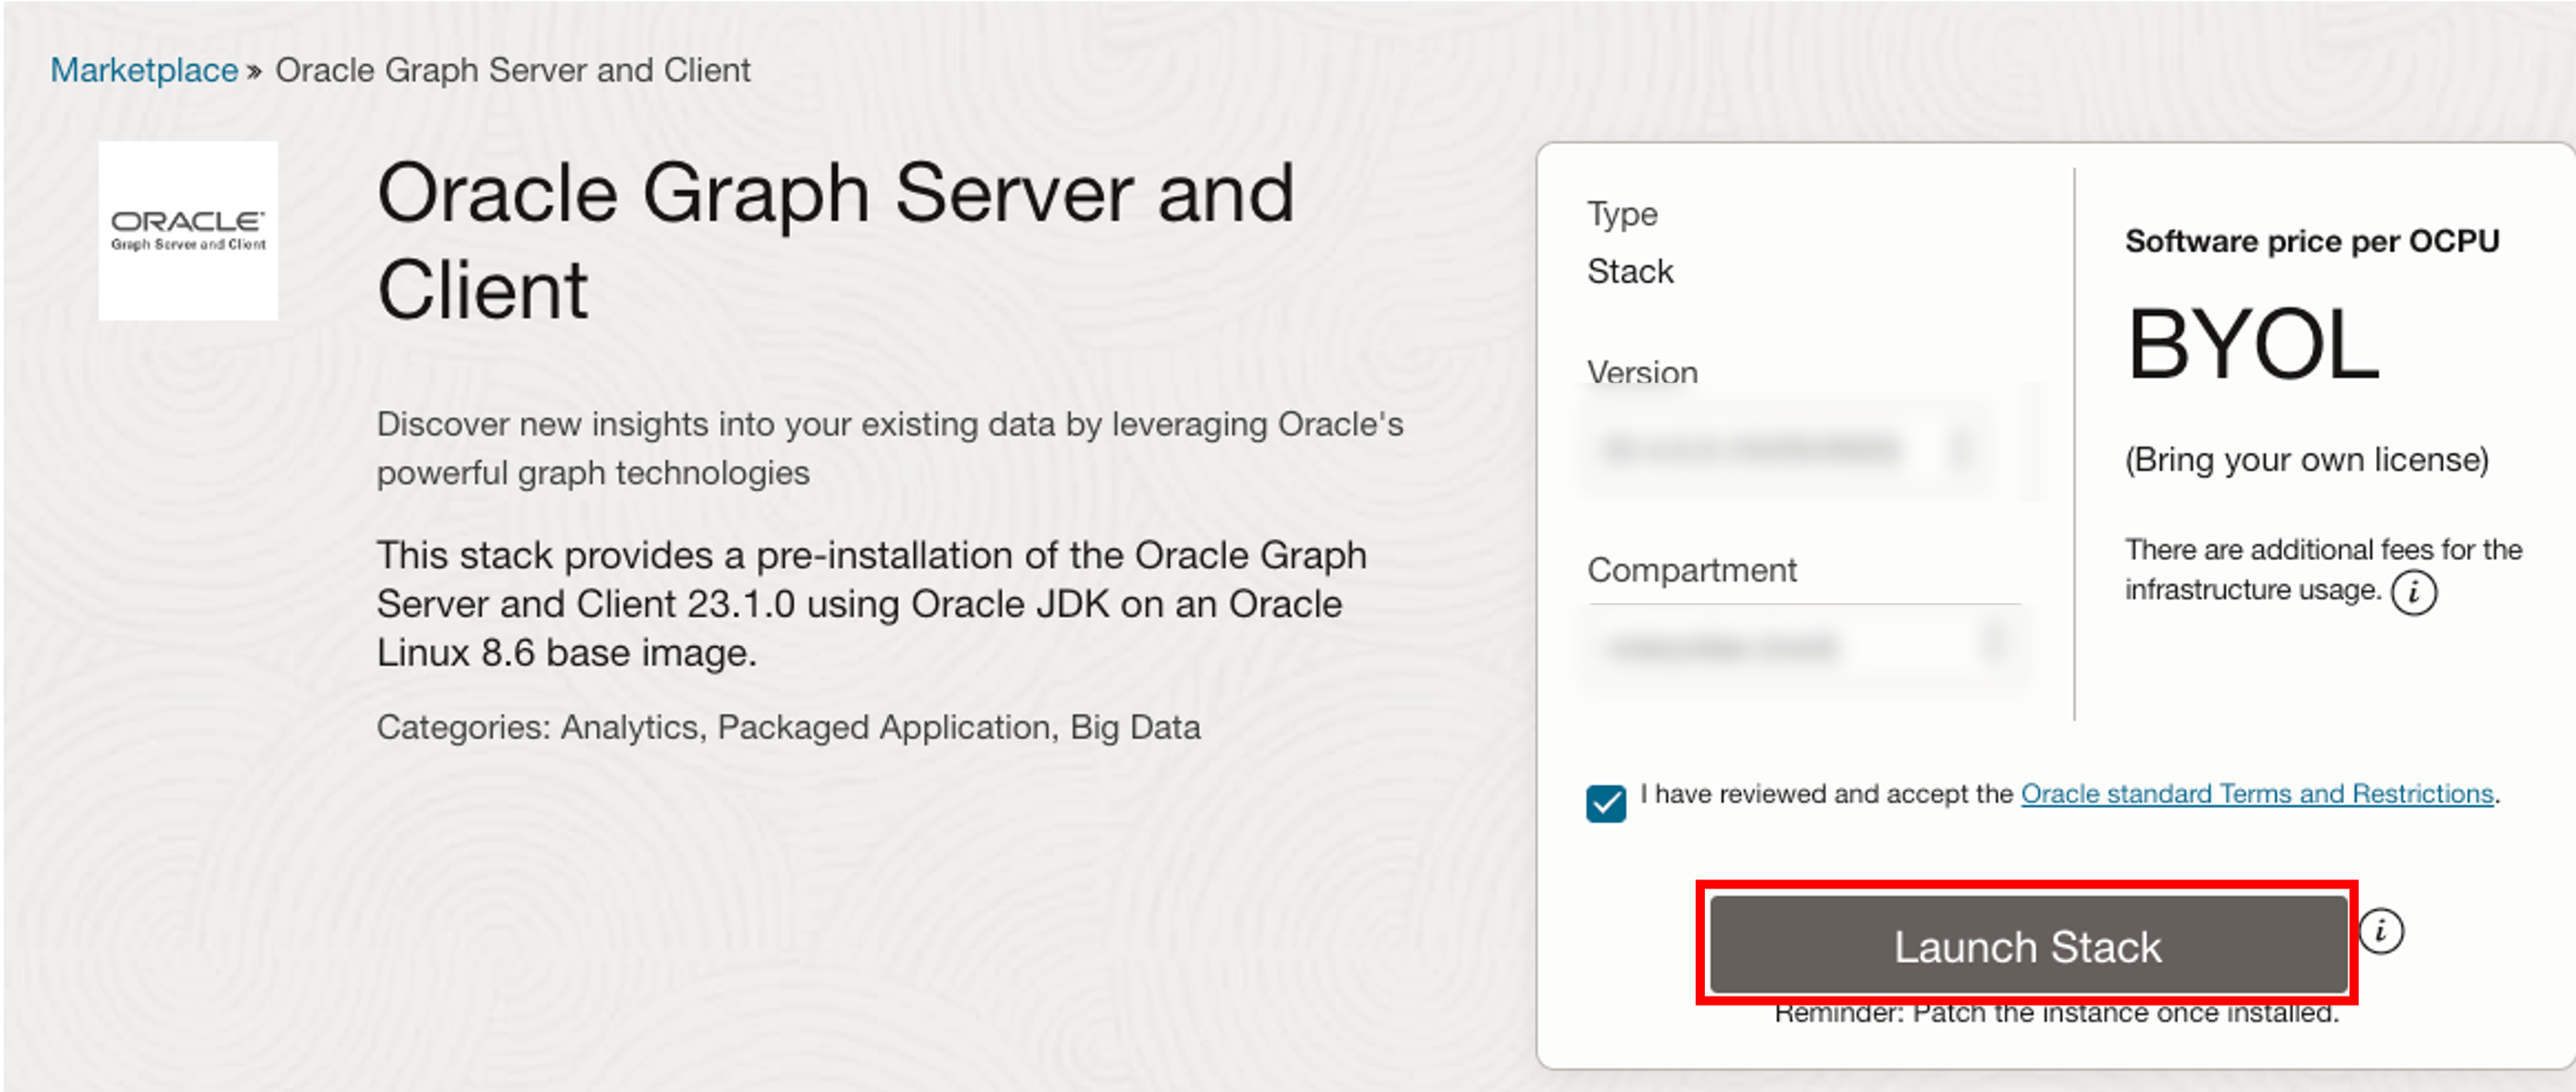 Marketplace » Oracle Graph Server and Client
ORACLE
Graph Server and Client
Oracle Graph Server and
Client
Discover new insights into your existing data by leveraging Oracle's
powerful graph technologies
This stack provides a pre-installation of the Oracle Graph
Server and Client 23.1.0 using Oracle JDK on an Oracle
Linux 8.6 base image.
Categories: Analytics, Packaged Application, Big Data
Type
Stack
Version
Compartment
Software price per OCPU
BYOL
(Bring your own license)
There are additional fees for the
infrastructure usage. i
I have reviewed and accept the Oracle standard Terms and Restrictions.
Launch Stack i
Reminder: Patch the instance once installed.